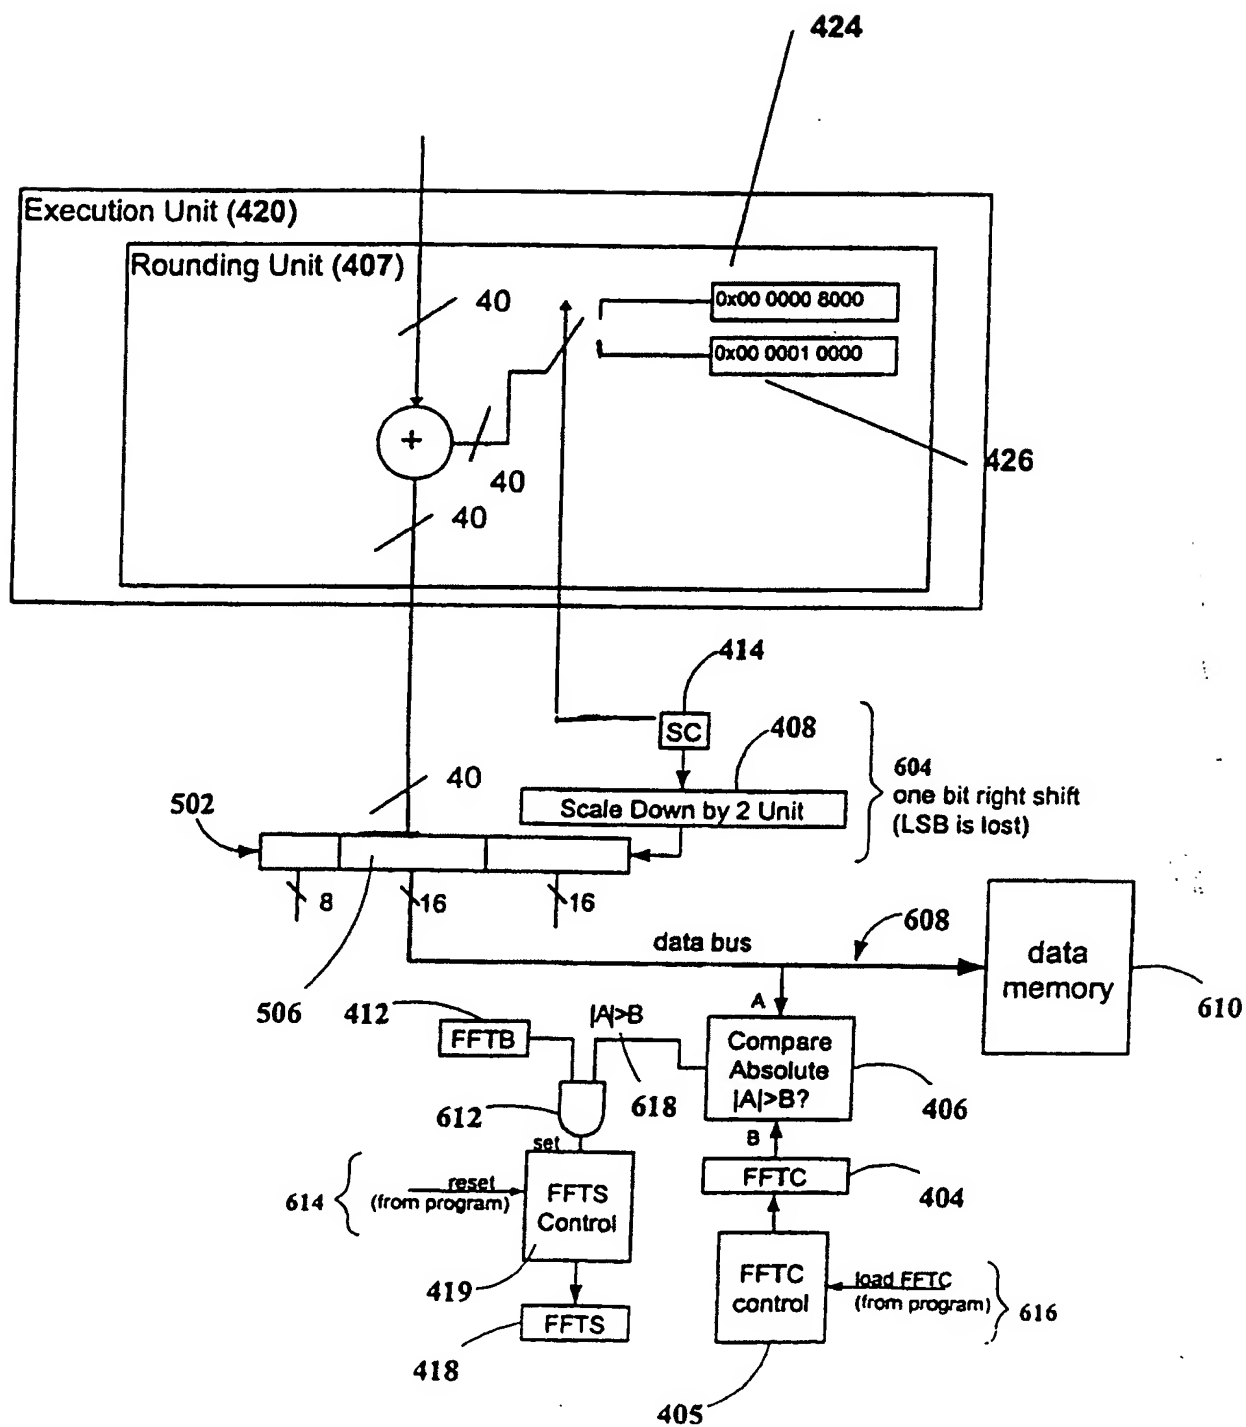 424
Execution Unit (420)
Rounding Unit (407)
40
0x00 0000 8000
0x00 0001 0000
+
40
426
40
414
SC
408
604
one bit right shift
(LSB is lost)
40
Scale Down by 2 Unit
502
8
16
16
608
data bus
data
memory
610
506
412
FFTB
|A|>B
A
Compare
Absolute
|A|>B?
406
612
618
B
set
FFTC
404
614
reset
(from program)
FFTS
Control
FFTC
control
load FFTC
(from program)
616
419
FFTS
418
405